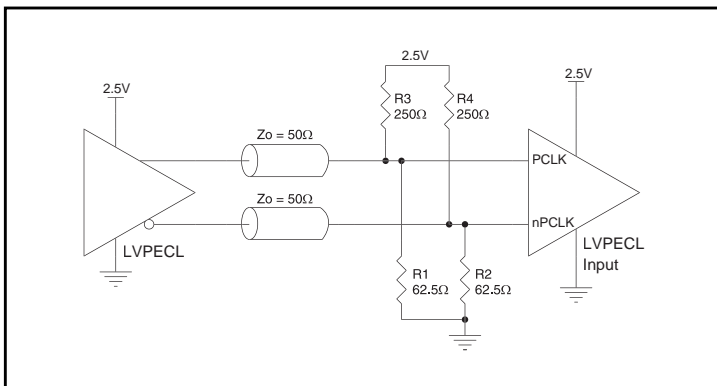 2.5V
R3
250Ω
R4
250Ω
2.5V
2.5V
Zo = 50Ω
PCLK
Zo = 50Ω
nPCLK
LVPECL
LVPECL
Input
R1
62.5Ω
R2
62.5Ω